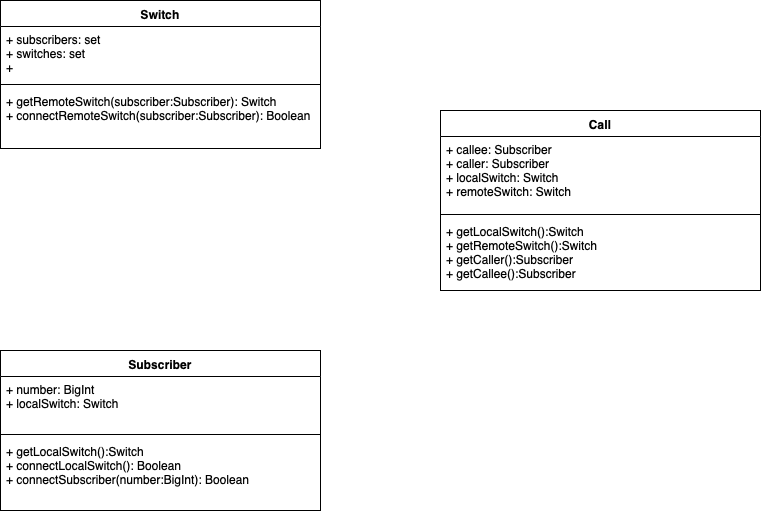 Switch
+ subscribers: set
+ switches: set
+
+ getRemoteSwitch(subscriber:Subscriber): Switch
+ connectRemoteSwitch(subscriber:Subscriber): Boolean
Call
+ callee: Subscriber
+ caller: Subscriber
+ localSwitch: Switch
+ remoteSwitch: Switch
+ getLocalSwitch():Switch
+ getRemoteSwitch():Switch
+ getCaller():Subscriber
+ getCallee():Subscriber
Subscriber
+ number: BigInt
+ localSwitch: Switch
+ getLocalSwitch():Switch
+ connectLocalSwitch(): Boolean
+ connectSubscriber(number:BigInt): Boolean